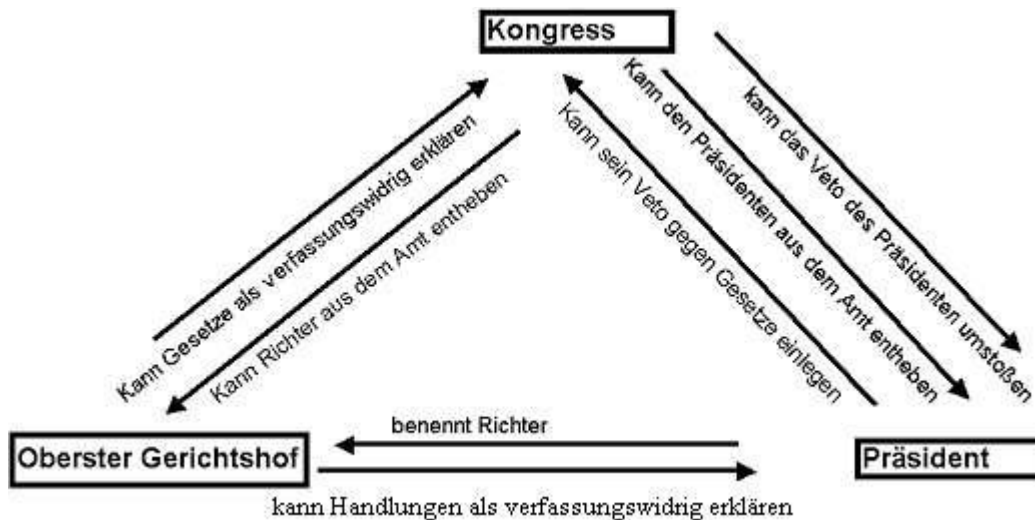 Kongress
Kann Gesetze als verfassungswidrig erklären
Kann Richter aus dem Amt entheben
Kann sein Veto gegen Gesetze einlegen
Kann den Präsidenten aus dem Amt entheben
kann das Veto des Präsidenten umstoßen
benennt Richter
Oberster Gerichtshof
Präsident
kann Handlungen als verfassungswidrig erklären